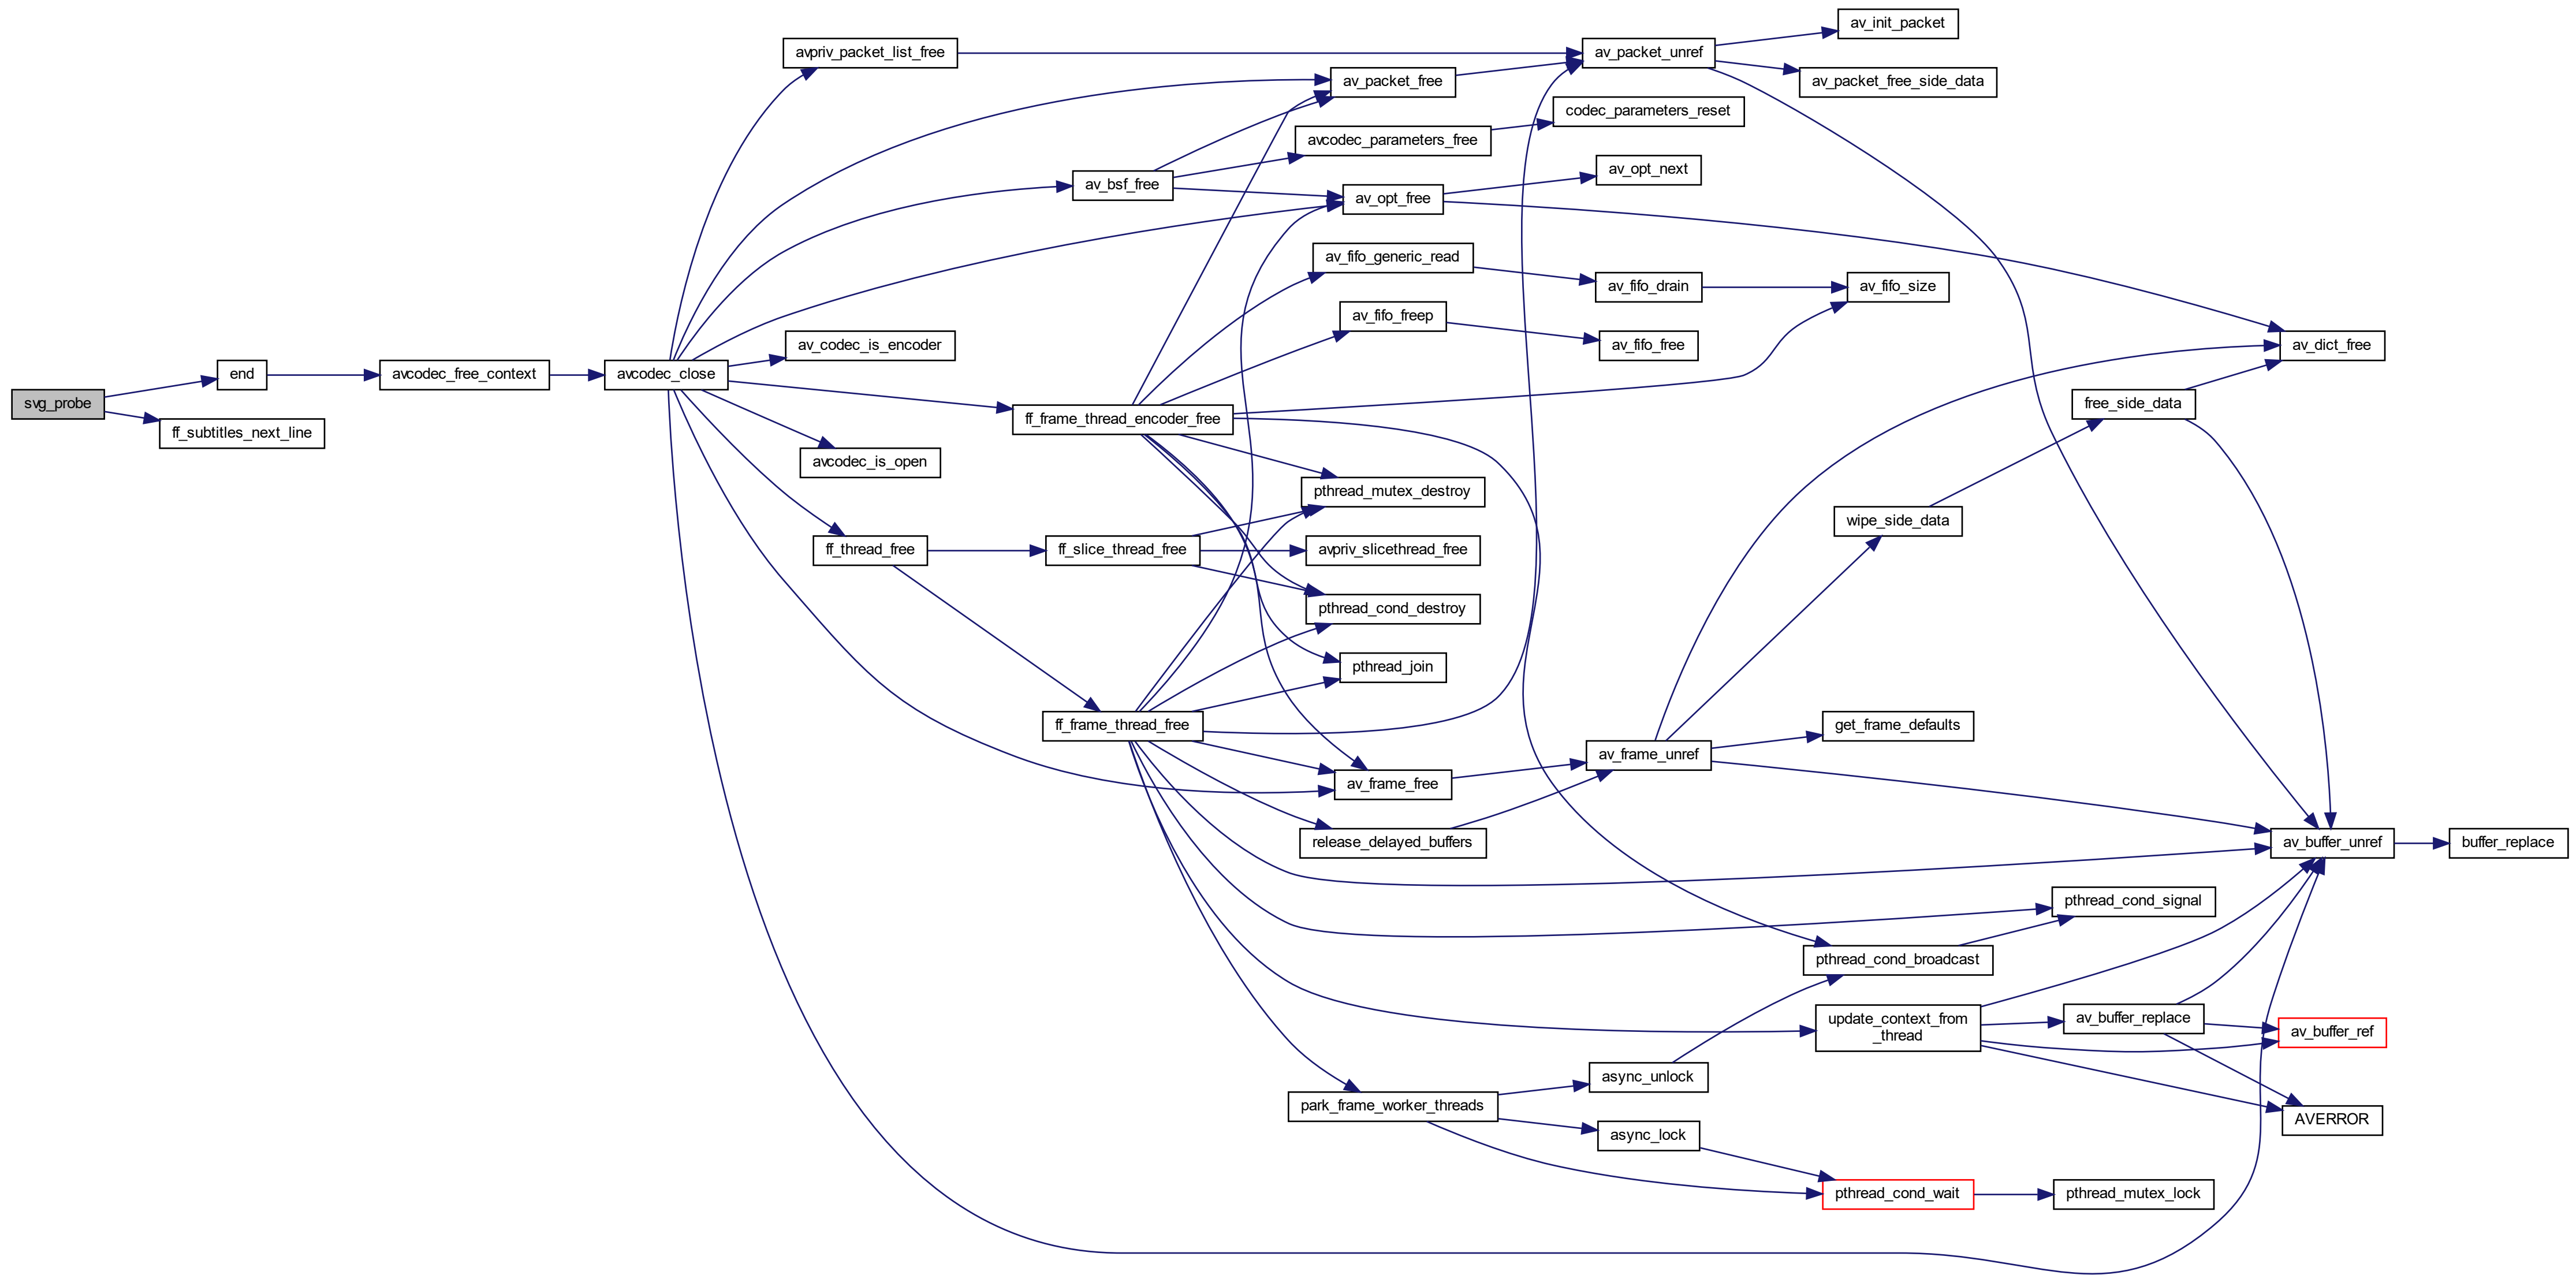 svg_probe
end
ff_subtitles_next_line
avcodec_free_context
avcodec_close
avpriv_packet_list_free
av_codec_is_encoder
avcodec_is_open
ff_thread_free
av_bsf_free
ff_frame_thread_encoder_free
ff_slice_thread_free
ff_frame_thread_free
av_packet_free
avcodec_parameters_free
av_opt_free
av_fifo_generic_read
av_fifo_freep
pthread_mutex_destroy
avpriv_slicethread_free
pthread_cond_destroy
pthread_join
av_frame_free
release_delayed_buffers
park_frame_worker_threads
av_packet_unref
codec_parameters_reset
av_opt_next
av_fifo_drain
av_fifo_free
av_frame_unref
async_unlock
async_lock
av_init_packet
av_packet_free_side_data
av_fifo_size
wipe_side_data
get_frame_defaults
pthread_cond_broadcast
update_context_from
_thread
pthread_cond_wait
free_side_data
pthread_cond_signal
av_buffer_replace
pthread_mutex_lock
av_dict_free
av_buffer_unref
av_buffer_ref
AVERROR
buffer_replace